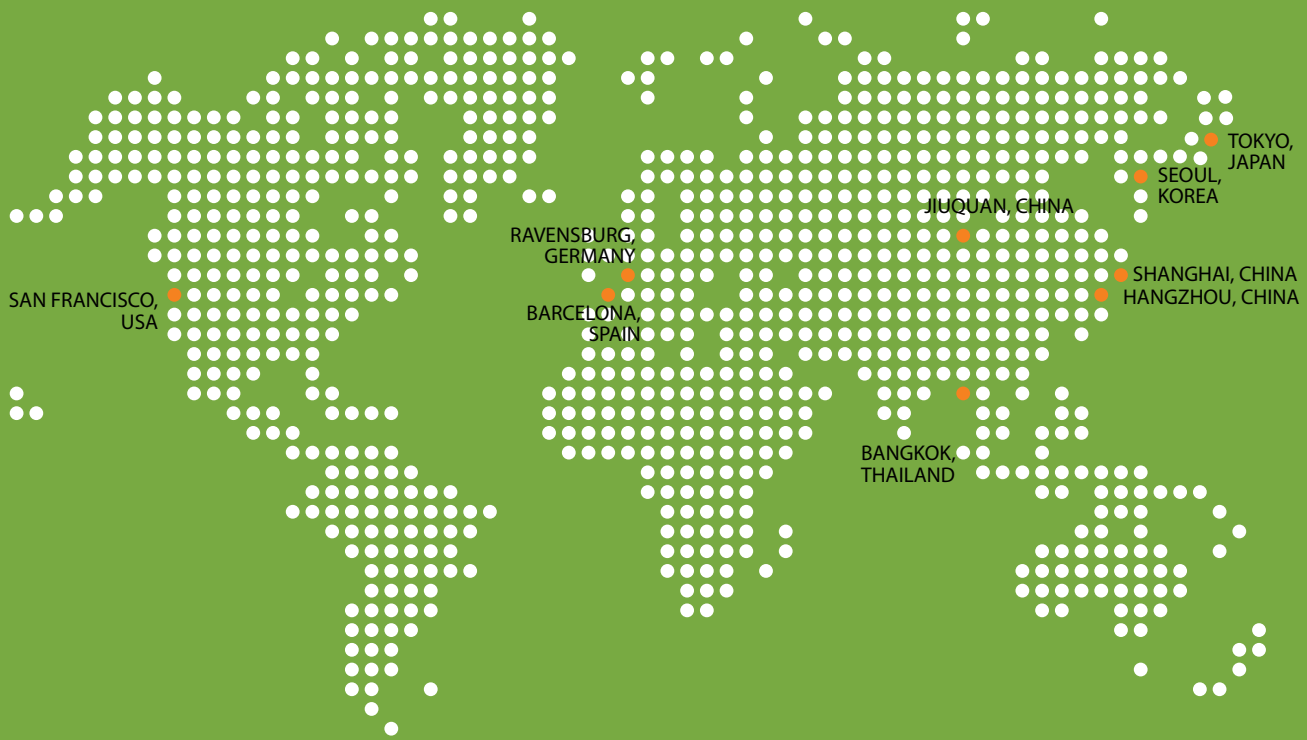 TOKYO,
JAPAN
SEOUL,
KOREA
JIUQUAN, CHINA
RAVENSBURG,
GERMANY
SHANGHAI, CHINA
HANGZHOU, CHINA
SAN FRANCISCO,
USA
BARCELONA,
SPAIN
BANGKOK,
THAILAND